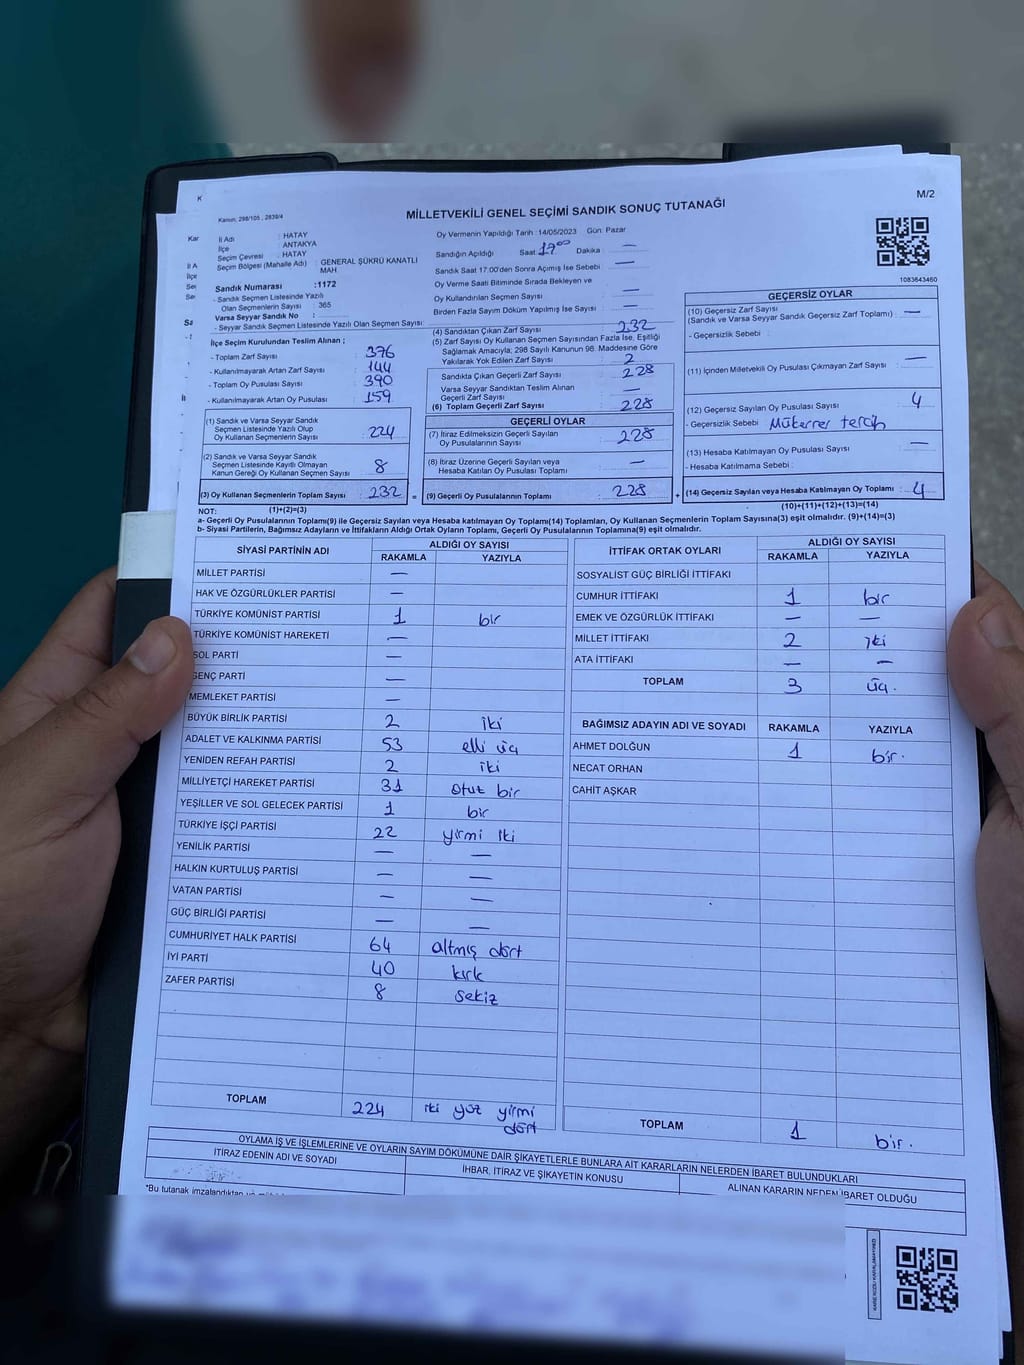 M/2
K
Kanun: 298/105 , 2839/4
MİLLETVEKİLİ GENEL SEÇİMİ SANDIK SONUÇ TUTANAĞI
Kar
İl A
İlçe
Seç
Seç
Sa
İl Adı : HATAY
İlçe : ANTAKYA
Seçim Çevresi : HATAY
Seçim Bölgesi (Mahalle Adı) : GENERAL ŞÜKRÜ KANATLI MAH.
Sandık Numarası :1172
- Sandık Seçmen Listesinde Yazılı
Olan Seçmenlerin Sayısı : 365
Varsa Seyyar Sandık No :
- Seyyar Sandık Seçmen Listesinde Yazılı Olan Seçmen Sayısı:
İlçe Seçim Kurulundan Teslim Alınan ;
- Toplam Zarf Sayısı : 376
- Kullanılmayarak Artan Zarf Sayısı : 144
- Toplam Oy Pusulası Sayısı : 390
- Kullanılmayarak Artan Oy Pusulası : 159
(1) Sandık ve Varsa Seyyar Sandık
Seçmen Listesinde Yazılı Olup
Oy Kullanan Seçmenlerin Sayısı : 224
(2) Sandık ve Varsa Seyyar Sandık
Seçmen Listesinde Kayıtlı Olmayan
Kanun Gereği Oy Kullanan Seçmen Sayısı : 8
(3) Oy Kullanan Seçmenlerin Toplam Sayısı : 232
Oy Vermenin Yapıldığı Tarih :14/05/2023 Gün: Pazar
Sandığın Açıldığı Saat: 17⁰⁰ Dakika : —
Sandık Saat 17.00'den Sonra Açımış İse Sebebi : —
Oy Verme Saati Bitiminde Sırada Bekleyen ve
Oy Kullandırılan Seçmen Sayısı : —
Birden Fazla Sayım Döküm Yapılmış İse Sayısı : —
(4) Sandıktan Çıkan Zarf Sayısı : 232
(5) Zarf Sayısı Oy Kullanan Seçmen Sayısından Fazla İse, Eşitliği
Sağlamak Amacıyla; 298 Sayılı Kanunun 98. Maddesine Göre
Yakılarak Yok Edilen Zarf Sayısı : 2
Sandıkta Çıkan Geçerli Zarf Sayısı : 228
Varsa Seyyar Sandıktan Teslim Alınan
Geçerli Zarf Sayısı : —
(6) Toplam Geçerli Zarf Sayısı : 228
GEÇERLİ OYLAR
(7) İtiraz Edilmeksizin Geçerli Sayılan
Oy Pusulalarının Sayısı : 228
(8) İtiraz Üzerine Geçerli Sayılan veya
Hesaba Katılan Oy Pusulası Toplamı : —
= (9) Geçerli Oy Pusulalarının Toplamı : 228
1083643460
GEÇERSİZ OYLAR
(10) Geçersiz Zarf Sayısı
(Sandık ve Varsa Seyyar Sandık Geçersiz Zarf Toplamı) : —
- Geçersizlik Sebebi :
(11) İçinden Milletvekili Oy Pusulası Çıkmayan Zarf Sayısı : —
(12) Geçersiz Sayılan Oy Pusulası Sayısı : 4
- Geçersizlik Sebebi : Mükerrer tercih
(13) Hesaba Katılmayan Oy Pusula Sayısı : —
- Hesaba Katılmama Sebebi :
+ (14) Geçersiz Sayılan veya Hesaba Katılmayan Oy Toplamı : 4
NOT: (1)+(2)=(3)
(10)+(11)+(12)+(13)=(14)
a- Geçerli Oy Pusulalarının Toplamı(9) ile Geçersiz Sayılan veya Hesaba katılmayan Oy Toplamı(14) Toplamları, Oy Kullanan Seçmenlerin Toplam Sayısına(3) eşit olmalıdır. (9)+(14)=(3)
b- Siyasi Partilerin, Bağımsız Adayların ve İttifakların Aldığı Ortak Oyların Toplamı, Geçerli Oy Pusulalarının Toplamına(9) eşit olmalıdır.
SİYASİ PARTİNİN ADI ALDIĞI OY SAYISI
RAKAMLA YAZIYLA
MİLLET PARTİSİ —
HAK VE ÖZGÜRLÜKLER PARTİSİ —
TÜRKİYE KOMÜNİST PARTİSİ 1 bir
TÜRKİYE KOMÜNİST HAREKETİ —
SOL PARTİ —
GENÇ PARTİ —
MEMLEKET PARTİSİ —
BÜYÜK BİRLİK PARTİSİ 2 iki
ADALET VE KALKINMA PARTİSİ 53 elli üç
YENİDEN REFAH PARTİSİ 2 iki
MİLLİYETÇİ HAREKET PARTİSİ 31 otuz bir
YEŞİLLER VE SOL GELECEK PARTİSİ 1 bir
TÜRKİYE İŞÇİ PARTİSİ 22 yirmi iki
YENİLİK PARTİSİ — —
HALKIN KURTULUŞ PARTİSİ — —
VATAN PARTİSİ — —
GÜÇ BİRLİĞİ PARTİSİ — —
CUMHURİYET HALK PARTİSİ 64 altmış dört
İYİ PARTİ 40 kırk
ZAFER PARTİSİ 8 sekiz
TOPLAM 224 iki yüz yirmi dört
İTTİFAK ORTAK OYLARI ALDIĞI OY SAYISI
RAKAMLA YAZIYLA
SOSYALİST GÜÇ BİRLİĞİ İTTİFAKI
CUMHUR İTTİFAKI 1 bir
EMEK VE ÖZGÜRLÜK İTTİFAKI — —
MİLLET İTTİFAKI 2 iki
ATA İTTİFAKI — —
TOPLAM 3 üç.
BAĞIMSIZ ADAYIN ADI VE SOYADI RAKAMLA YAZIYLA
AHMET DOLĞUN 1 bir.
NECAT ORHAN
CAHİT AŞKAR
TOPLAM 1 bir.
OYLAMA İŞ VE İŞLEMLERİNE VE OYLARIN SAYIM DÖKÜMÜNE DAİR ŞİKAYETLERLE BUNLARA AİT KARARLARIN NELERDEN İBARET BULUNDUKLARI
İTİRAZ EDENİN ADI VE SOYADI
İHBAR, İTİRAZ VE ŞİKAYETİN KONUSU
ALINAN KARARIN NEDEN İBARET OLDUĞU
*Bu tutanak imzalandıktan